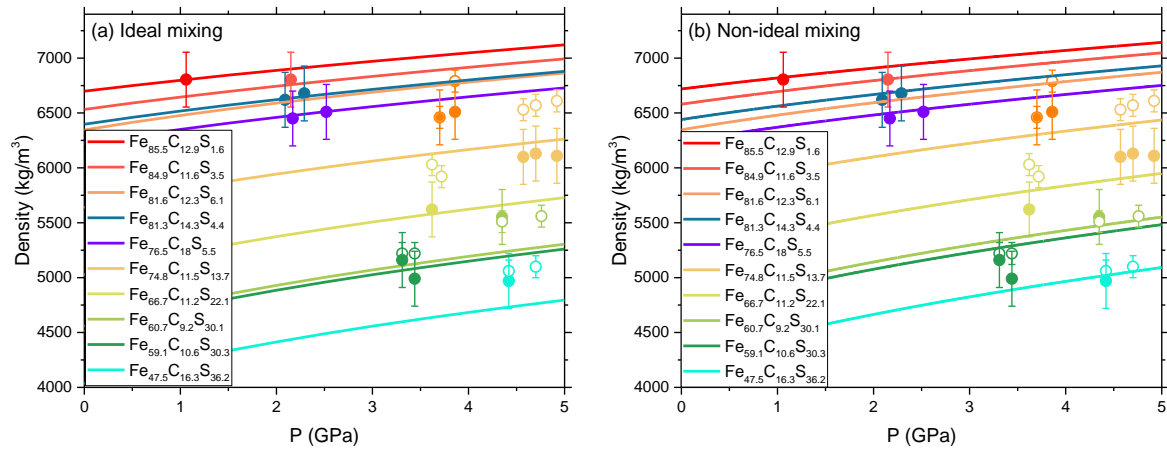 (a) Ideal mixing
Density (kg/m³)
7000
6500
6000
5500
5000
4500
4000
Fe₈₅.₅C₁₂.₉S₁.₆
Fe₈₄.₉C₁₁.₆S₃.₅
Fe₈₁.₆C₁₂.₃S₆.₁
Fe₈₁.₃C₁₄.₃S₄.₄
Fe₇₆.₅C₁₈S₅.₅
Fe₇₄.₈C₁₁.₅S₁₃.₇
Fe₆₆.₇C₁₁.₂S₂₂.₁
Fe₆₀.₇C₉.₂S₃₀.₁
Fe₅₉.₁C₁₀.₆S₃₀.₃
Fe₄₇.₅C₁₆.₃S₃₆.₂
0 1 2 3 4 5
P (GPa)
(b) Non-ideal mixing
Density (kg/m³)
7000
6500
6000
5500
5000
4500
4000
Fe₈₅.₅C₁₂.₉S₁.₆
Fe₈₄.₉C₁₁.₆S₃.₅
Fe₈₁.₆C₁₂.₃S₆.₁
Fe₈₁.₃C₁₄.₃S₄.₄
Fe₇₆.₅C₁₈S₅.₅
Fe₇₄.₈C₁₁.₅S₁₃.₇
Fe₆₆.₇C₁₁.₂S₂₂.₁
Fe₆₀.₇C₉.₂S₃₀.₁
Fe₅₉.₁C₁₀.₆S₃₀.₃
Fe₄₇.₅C₁₆.₃S₃₆.₂
0 1 2 3 4 5
P (GPa)